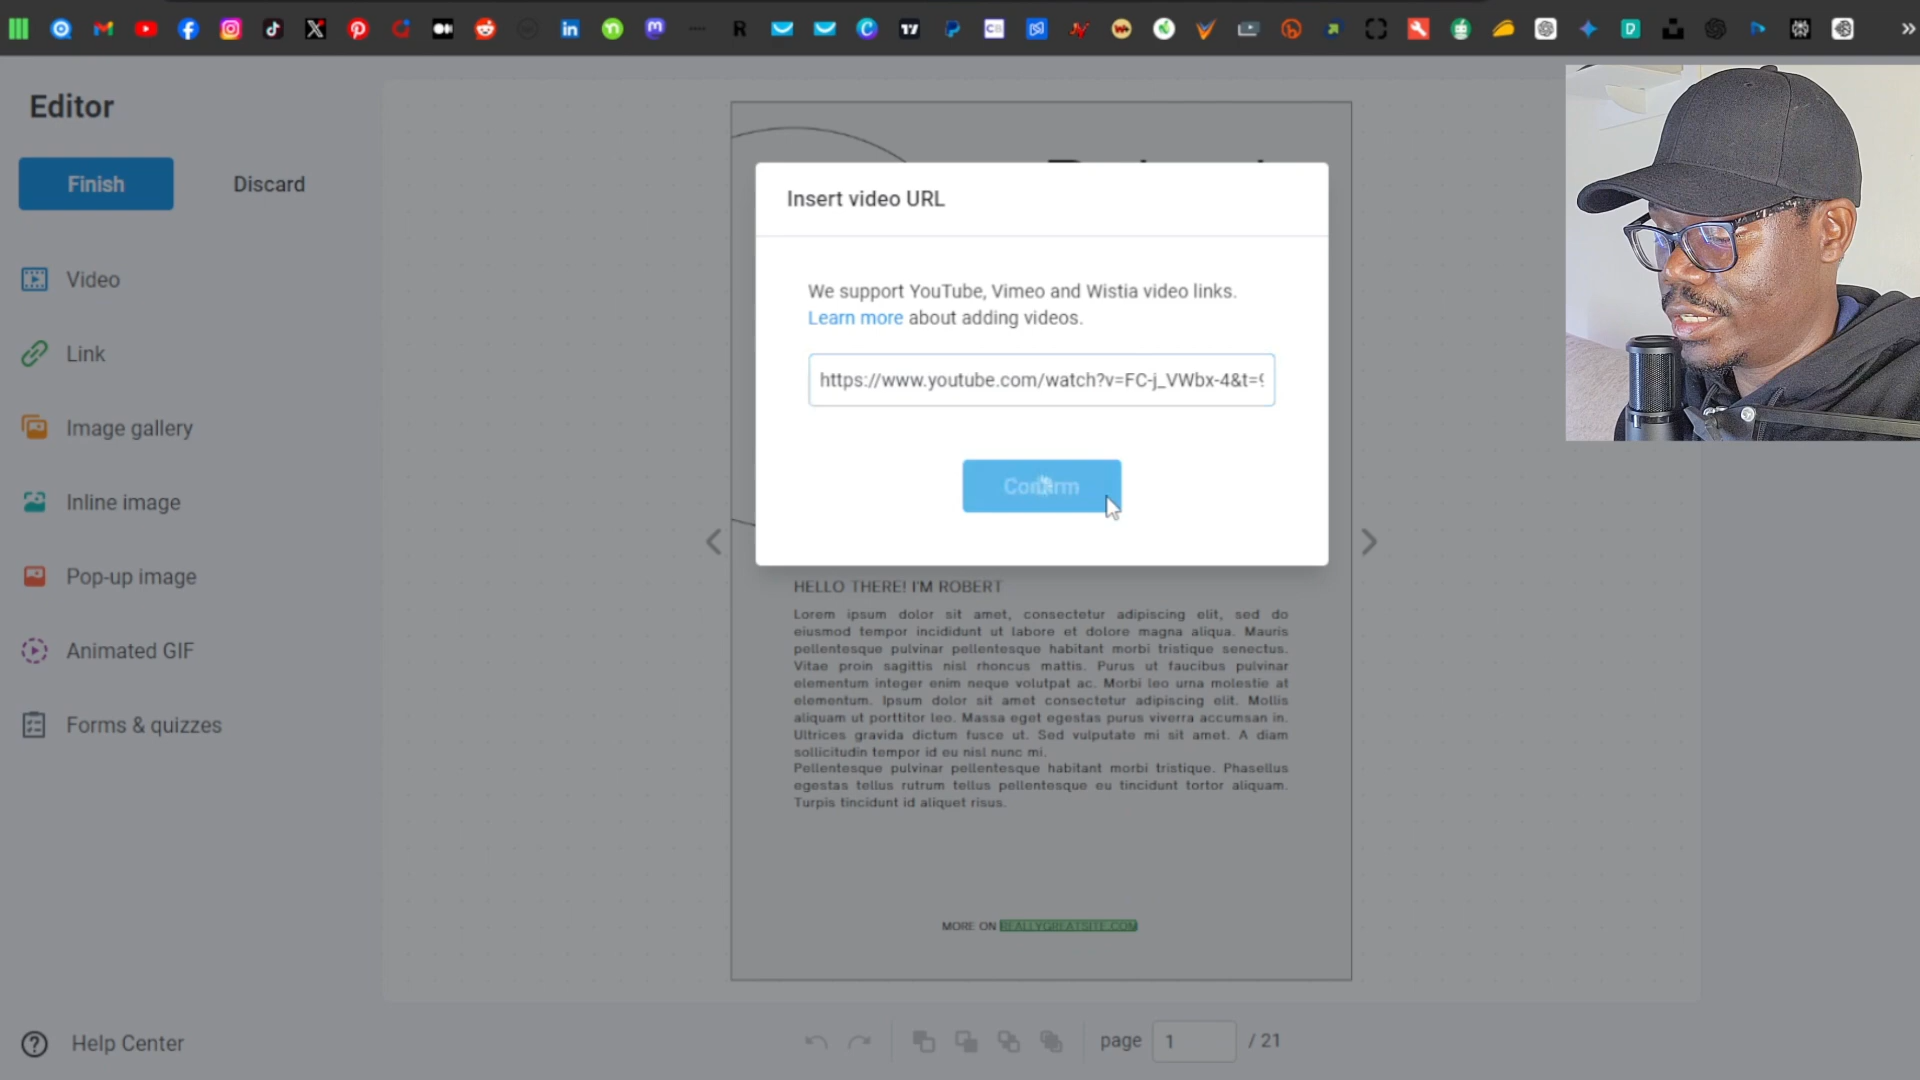 Editor
Finish
Discard
Video
Link
Image gallery
Inline image
Pop-up image
Animated GIF
Forms & quizzes
Help Center
Insert video URL
We support YouTube, Vimeo and Wistia video links.
Learn more about adding videos.
https://www.youtube.com/watch?v=FC-j_VWbx-4&t=
Confirm
HELLO THERE! I'M ROBERT
Lorem ipsum dolor sit amet, consectetur adipiscing elit, sed do
eiusmod tempor incididunt ut labore et dolore magna aliqua. Mauris
pellentesque pulvinar pellentesque habitant morbi tristique senectus.
Vitae proin sagittis nisl rhoncus mattis. Purus ut faucibus pulvinar
elementum integer enim neque volutpat ac. Morbi leo urna molestie at
elementum. Ipsum dolor sit amet consectetur adipiscing elit. Mollis
aliquam ut porttitor leo. Massa eget egestas purus viverra accumsan in.
Ultrices gravida dictum fusce ut. Sed vulputate mi sit amet. A diam
sollicitudin tempor id eu nisl nunc mi.
Pellentesque pulvinar pellentesque habitant morbi tristique. Phasellus
egestas tellus rutrum tellus pellentesque eu tincidunt tortor aliquam.
Turpis tincidunt id aliquet risus.
MORE ON REALLYGREATSITE.COM
page 1 / 21